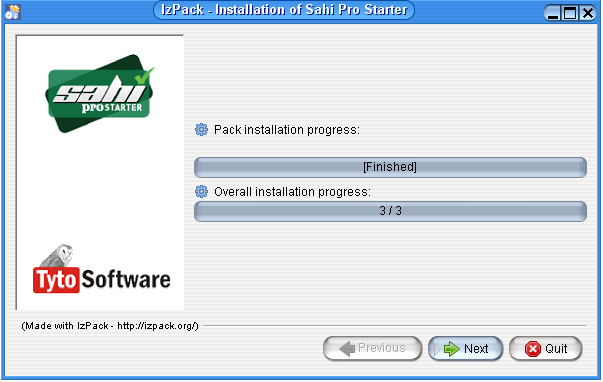 IzPack - Installation of Sahi Pro Starter
sahi
pro STARTER
Pack installation progress:
[Finished]
Overall installation progress:
3 / 3
Tyto Software
(Made with IzPack - http://izpack.org/)
Previous
Next
Quit